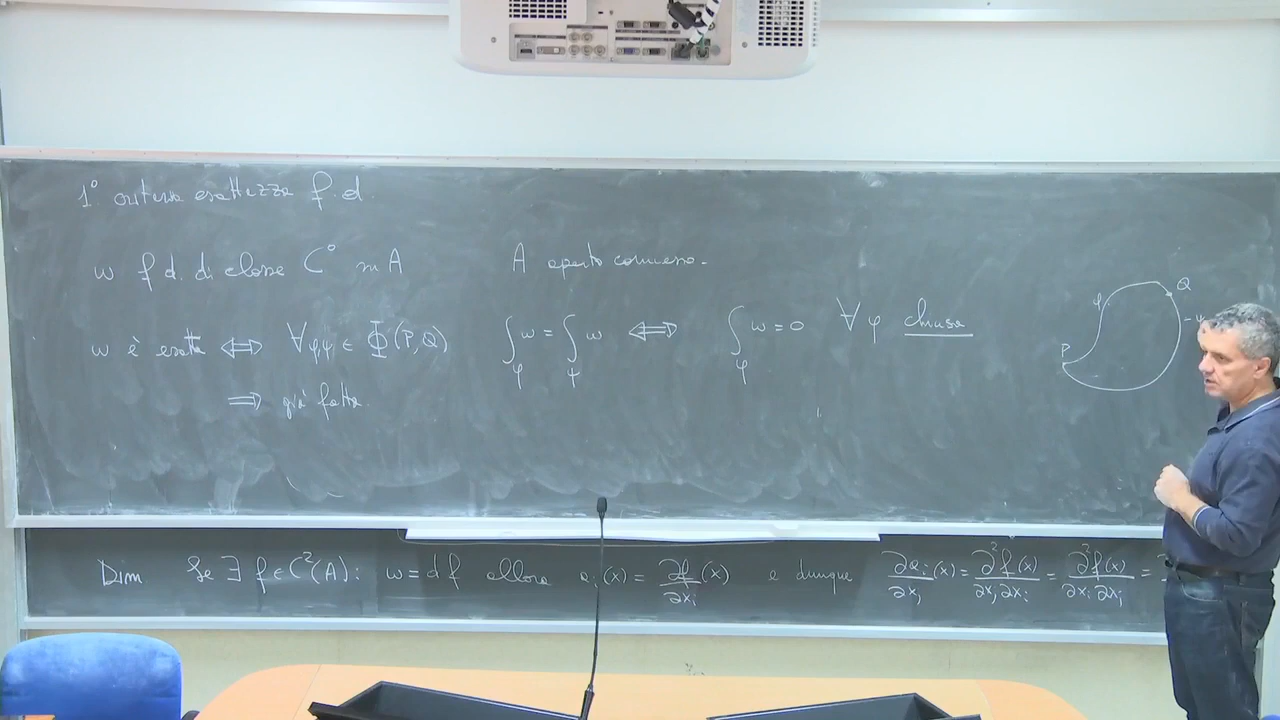 1° criterio esattezza f.d.
ω f.d. di classe C° in A A aperto connesso.
ω è esatta ⟺ ∀φ,ψ ∈ Φ(P,Q) ∫_φ ω = ∫_ψ ω ⟺ ∫_φ ω = 0 ∀φ chiusa
⟹ già fatta.
φ Q
P
Dim Se ∃ f ∈ C²(A): ω = df allora a_i(x) = ∂f/∂x_i (x) e dunque ∂a_i/∂x_j (x) = ∂²f(x)/∂x_j∂x_i = ∂²f(x)/∂x_i∂x_j =